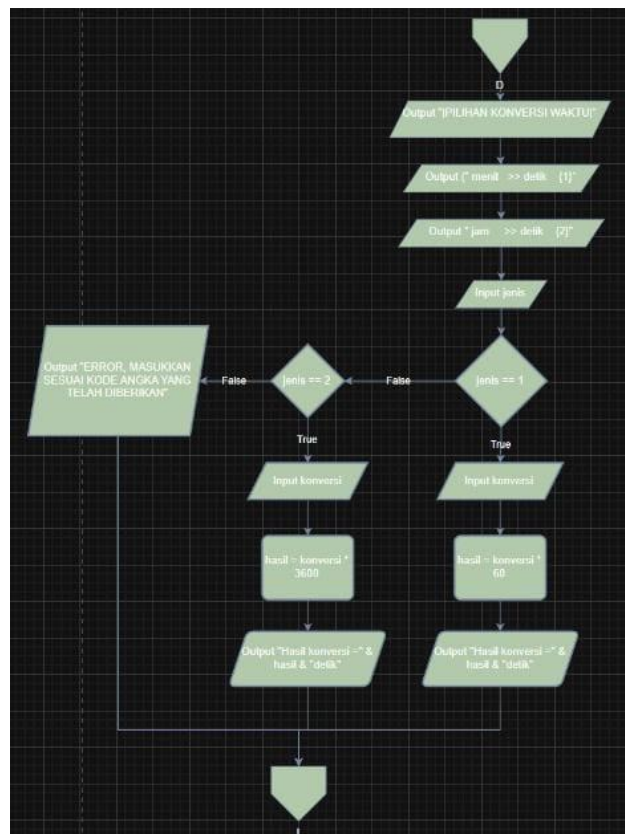 D
Output "|PILIHAN KONVERSI WAKTU|"
Output (" menit >> detik [1]"
Output " jam >> detik [2]"
Input jenis
Output "ERROR, MASUKKAN
SESUAI KODE ANGKA YANG
TELAH DIBERIKAN"
False
jenis == 2
False
jenis == 1
True
True
Input konversi
Input konversi
hasil = konversi *
3600
hasil = konversi *
60
Output "Hasil konversi =" &
hasil & "detik"
Output "Hasil konversi =" &
hasil & "detik"